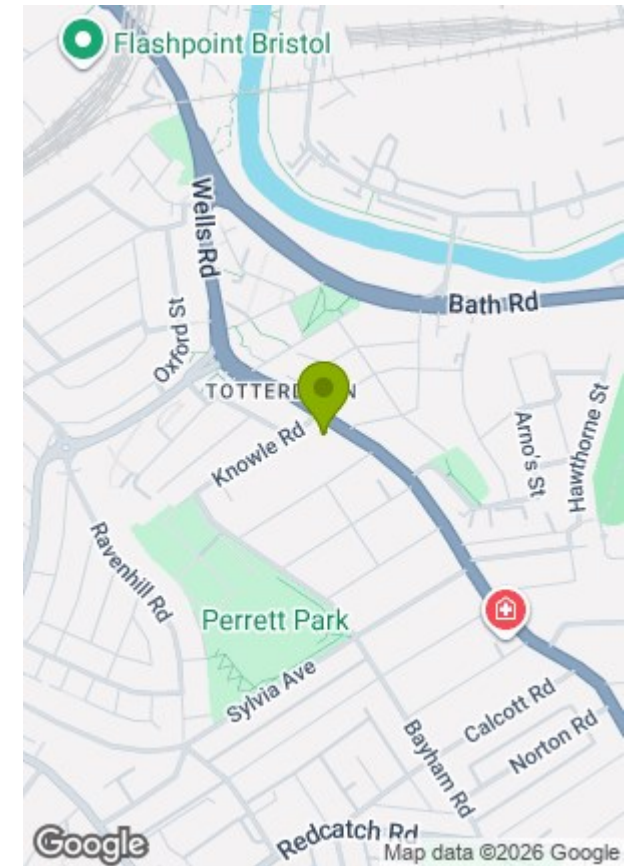 Flashpoint Bristol
Wells Rd
Bath Rd
Oxford St
Hawthorne St
Arno's St
Knowle Rd
Ravenhill Rd
Perrett Park
Sylvia Ave
Calcott Rd
Norton Rd
Bayham Rd
Redcatch Rd
Google
Map data ©2026 Google